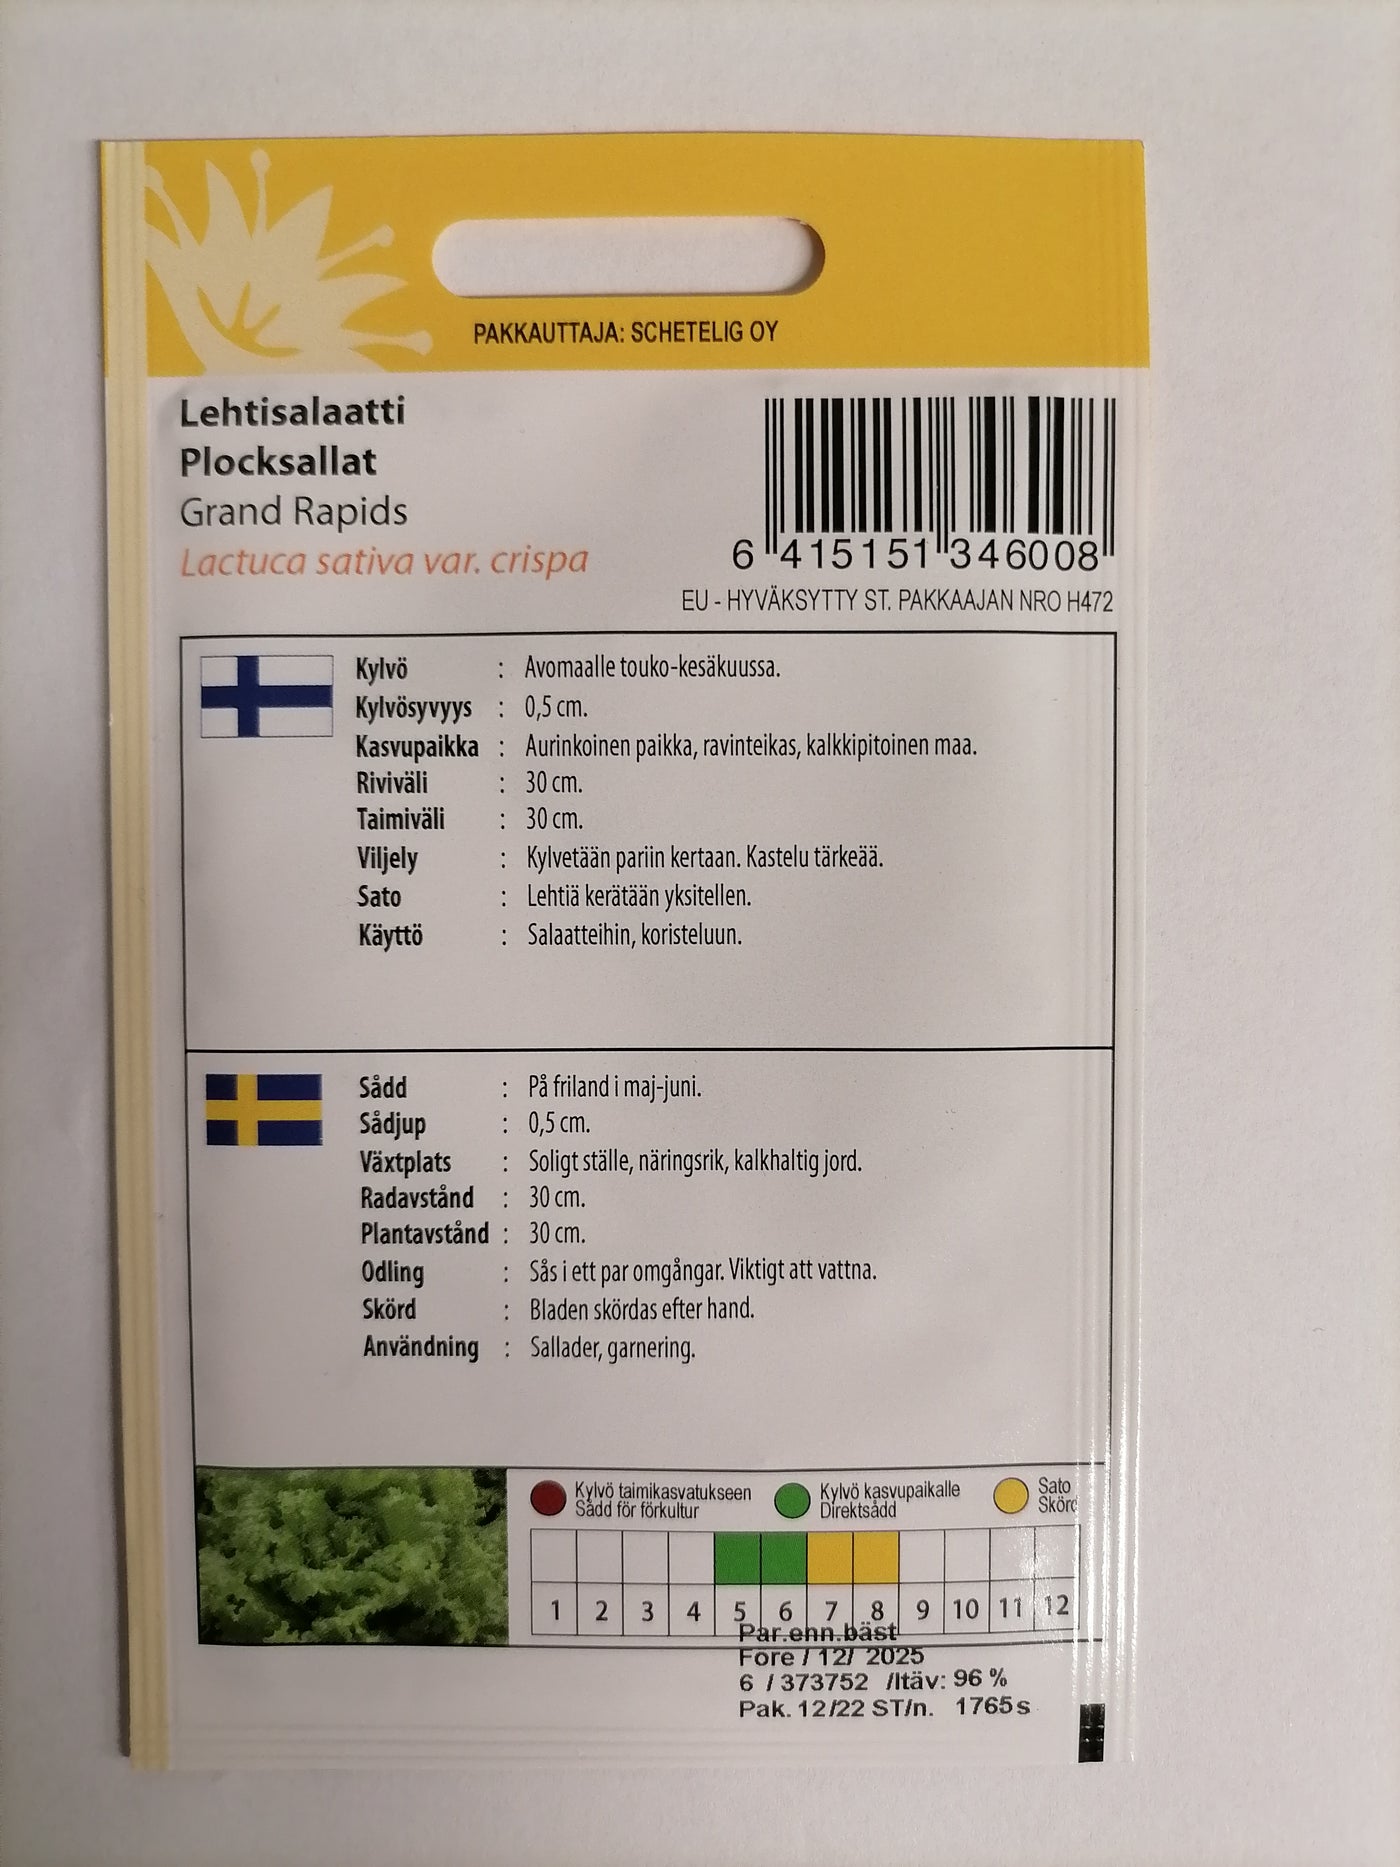 PAKKAUTTAJA: SCHETELIG OY
Lehtisalaatti
Plocksallat
Grand Rapids
Lactuca sativa var. crispa
6 415151 346008
EU - HYVÄKSYTTY ST. PAKKAAJAN NRO H472
Kylvö : Avomaalle touko-kesäkuussa.
Kylvösyvyys : 0,5 cm.
Kasvupaikka : Aurinkoinen paikka, ravinteikas, kalkkipitoinen maa.
Riviväli : 30 cm.
Taimiväli : 30 cm.
Viljely : Kylvetään pariin kertaan. Kastelu tärkeää.
Sato : Lehtiä kerätään yksitellen.
Käyttö : Salaatteihin, koristeluun.
Sådd : På friland i maj-juni.
Sådjup : 0,5 cm.
Växtplats : Soligt ställe, näringsrik, kalkhaltig jord.
Radavstånd : 30 cm.
Plantavstånd : 30 cm.
Odling : Sås i ett par omgångar. Viktigt att vattna.
Skörd : Bladen skördas efter hand.
Användning : Sallader, garnering.
Kylvö taimikasvatukseen
Sådd för förkultur
Kylvö kasvupaikalle
Direktsådd
Sato
Skörd
1 2 3 4 5 6 7 8 9 10 11 12
Par.enn.bäst
Före / 12/ 2025
6 / 373752 /Itäv: 96 %
Pak. 12/22 ST/n. 1765s